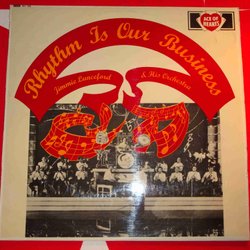 ACE OF
HEARTS
Rhythm Is Our Business
Jimmie Lunceford
& His Orchestra